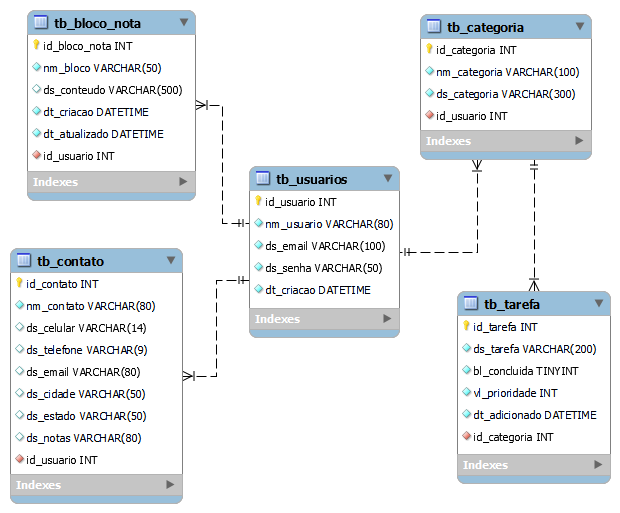 tb_bloco_nota
id_bloco_nota INT
nm_bloco VARCHAR(50)
ds_conteudo VARCHAR(500)
dt_criacao DATETIME
dt_atualizado DATETIME
id_usuario INT
Indexes
tb_categoria
id_categoria INT
nm_categoria VARCHAR(100)
ds_categoria VARCHAR(300)
id_usuario INT
Indexes
tb_usuarios
id_usuario INT
nm_usuario VARCHAR(80)
ds_email VARCHAR(100)
ds_senha VARCHAR(50)
dt_criacao DATETIME
Indexes
tb_contato
id_contato INT
nm_contato VARCHAR(80)
ds_celular VARCHAR(14)
ds_telefone VARCHAR(9)
ds_email VARCHAR(80)
ds_cidade VARCHAR(50)
ds_estado VARCHAR(50)
ds_notas VARCHAR(80)
id_usuario INT
Indexes
tb_tarefa
id_tarefa INT
ds_tarefa VARCHAR(200)
bl_concluida TINYINT
vl_prioridade INT
dt_adicionado DATETIME
id_categoria INT
Indexes